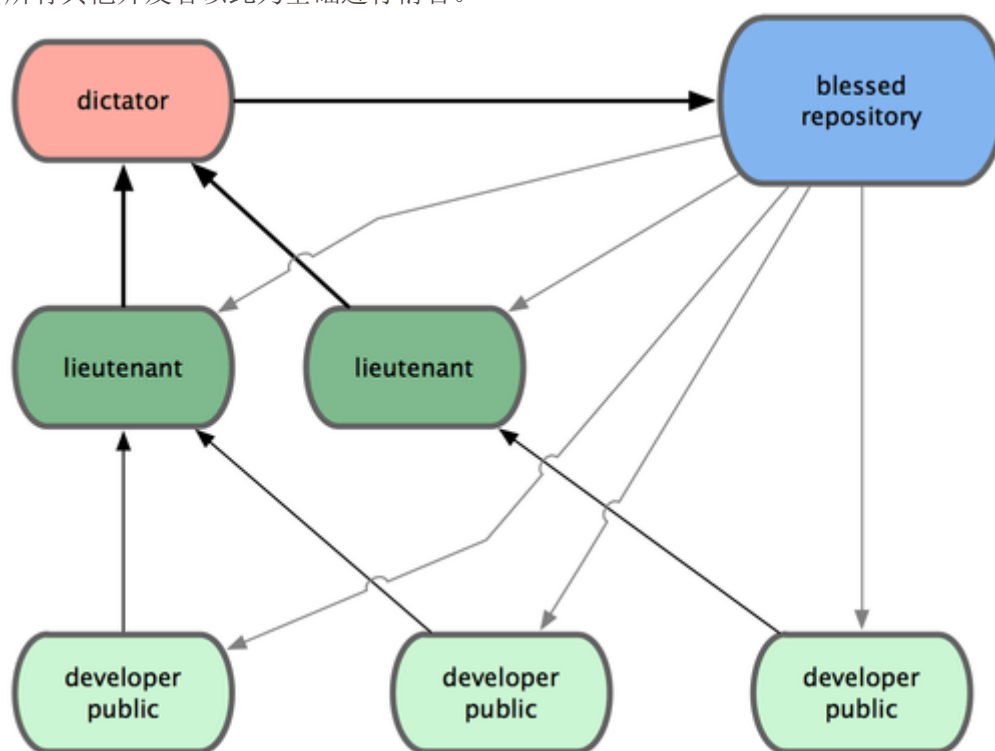 dictator
blessed
repository
lieutenant
lieutenant
developer
public
developer
public
developer
public